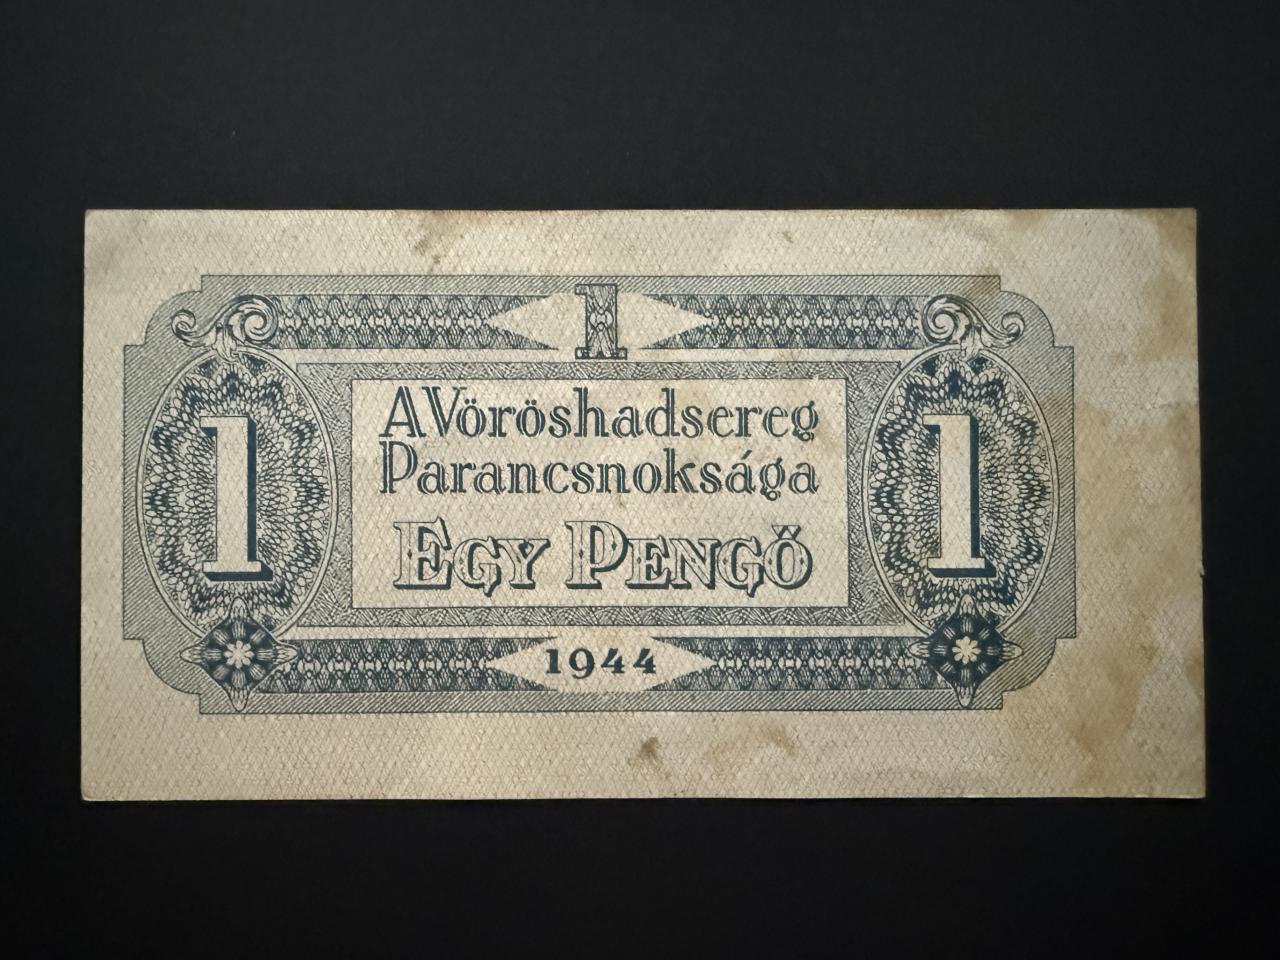 1
A Vöröshadsereg
Parancsnoksága
1 1
EGY PENGŐ
1944